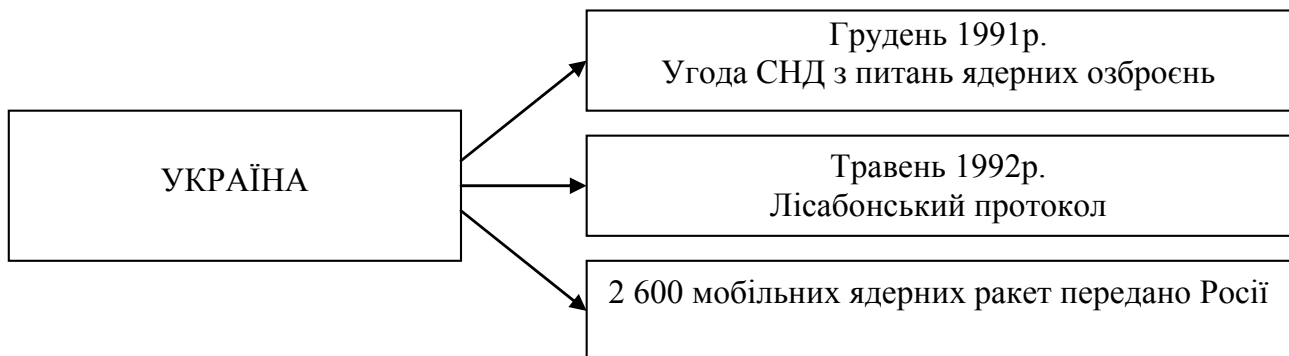 УКРАЇНА
Грудень 1991р.
Угода СНД з питань ядерних озброєнь
Травень 1992р.
Лісабонський протокол
2 600 мобільних ядерних ракет передано Росії